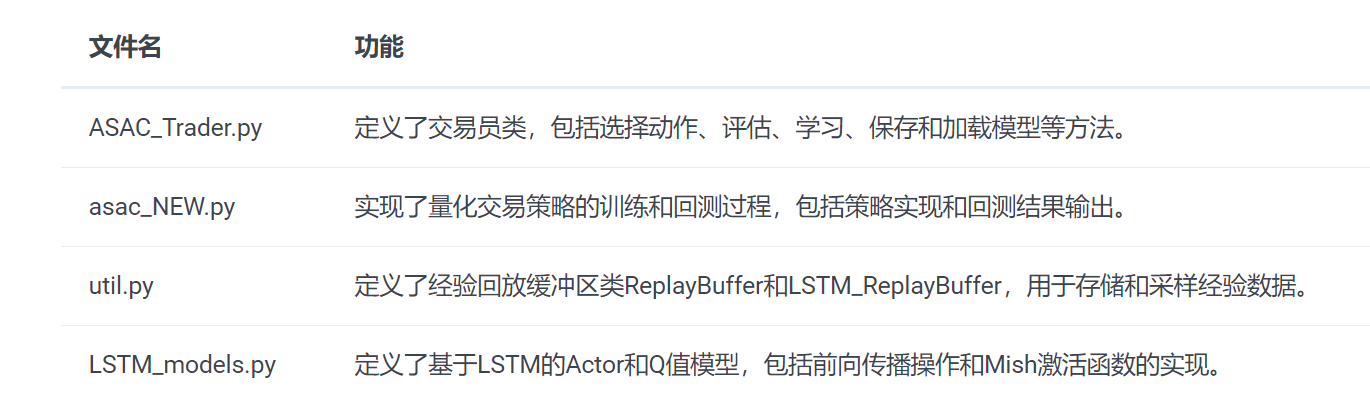 文件名 功能
ASAC_Trader.py 定义了交易员类，包括选择动作、评估、学习、保存和加载模型等方法。
asac_NEW.py 实现了量化交易策略的训练和回测过程，包括策略实现和回测结果输出。
util.py 定义了经验回放缓冲区类ReplayBuffer和LSTM_ReplayBuffer，用于存储和采样经验数据。
LSTM_models.py 定义了基于LSTM的Actor和Q值模型，包括前向传播操作和Mish激活函数的实现。